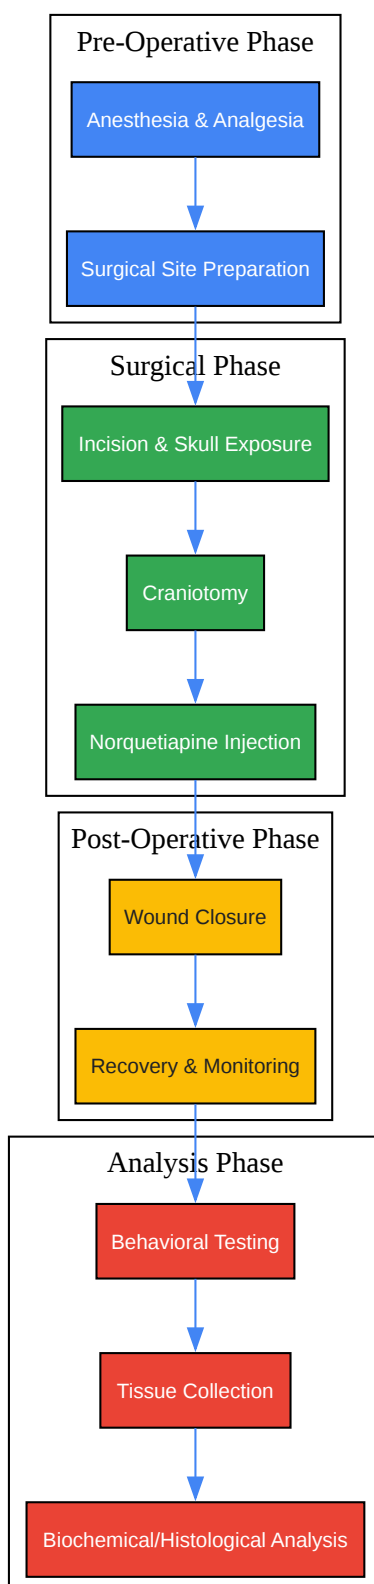 Pre-Operative Phase
Anesthesia & Analgesia
Surgical Site Preparation
Surgical Phase
Incision & Skull Exposure
Craniotomy
Norquetiapine Injection
Post-Operative Phase
Wound Closure
Recovery & Monitoring
Analysis Phase
Behavioral Testing
Tissue Collection
Biochemical/Histological Analysis